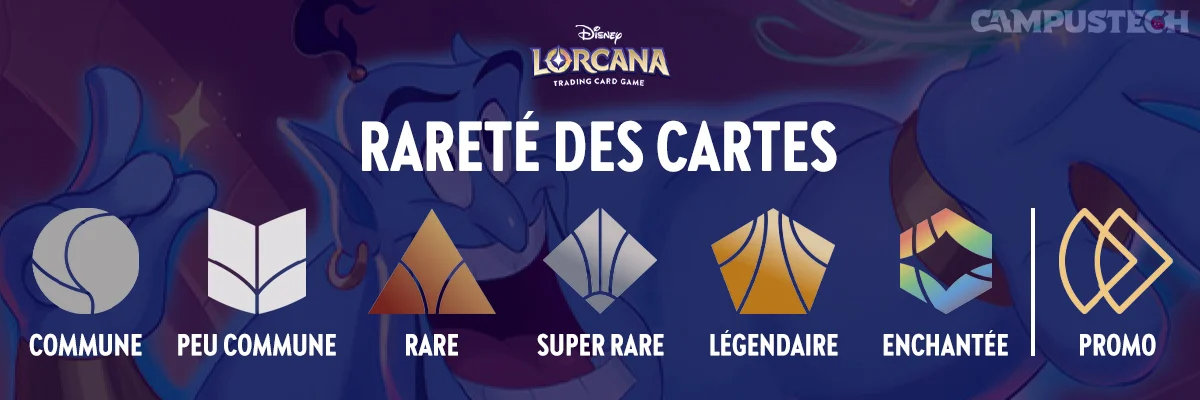 CAMPUSTECH
Disney
LORCANA
TRADING CARD GAME
RARETÉ DES CARTES
COMMUNE
PEU COMMUNE
RARE
SUPER RARE
LÉGENDAIRE
ENCHANTÉE
PROMO